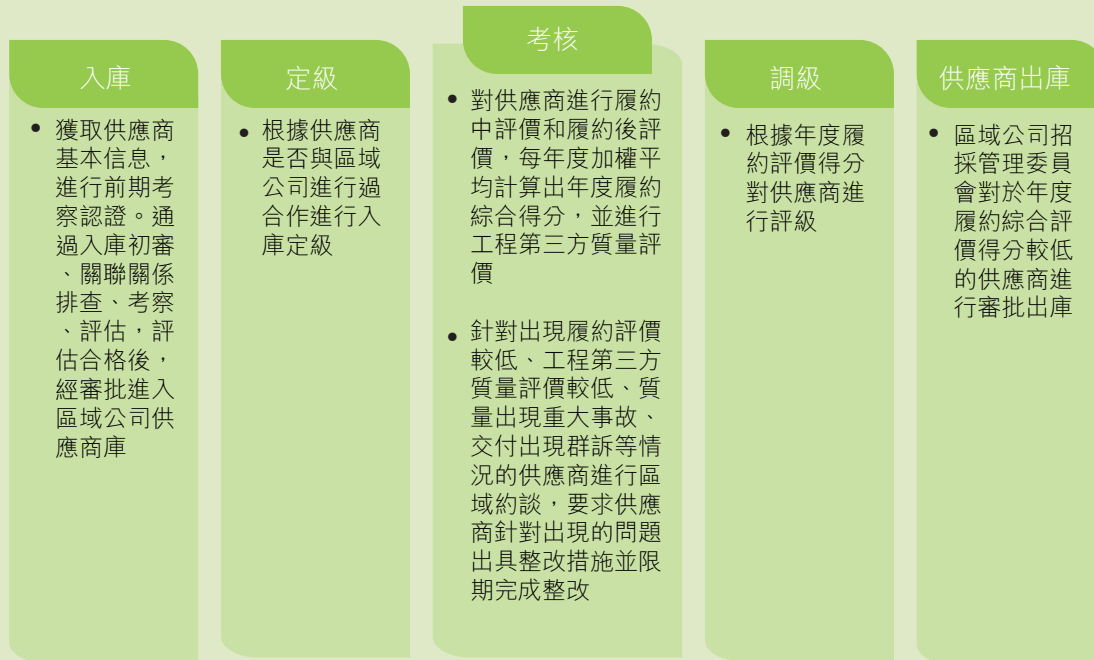 入庫
• 獲取供應商
基本信息，
進行前期考
察認證。通
過入庫初審
、關聯關係
排查、考察
、評估，評
估合格後，
經審批進入
區域公司供
應商庫
定級
• 根據供應商
是否與區域
公司進行過
合作進行入
庫定級
考核
• 對供應商進行履約
中評價和履約後評
價，每年度加權平
均計算出年度履約
綜合得分，並進行
工程第三方質量評
價
• 針對出現履約評價
較低、工程第三方
質量評價較低、質
量出現重大事故、
交付出現群訴等情
況的供應商進行區
域約談，要求供應
商針對出現的問題
出具整改措施並限
期完成整改
調級
• 根據年度履
約評價得分
對供應商進
行評級
供應商出庫
• 區域公司招
採管理委員
會對於年度
履約綜合評
價得分較低
的供應商進
行審批出庫